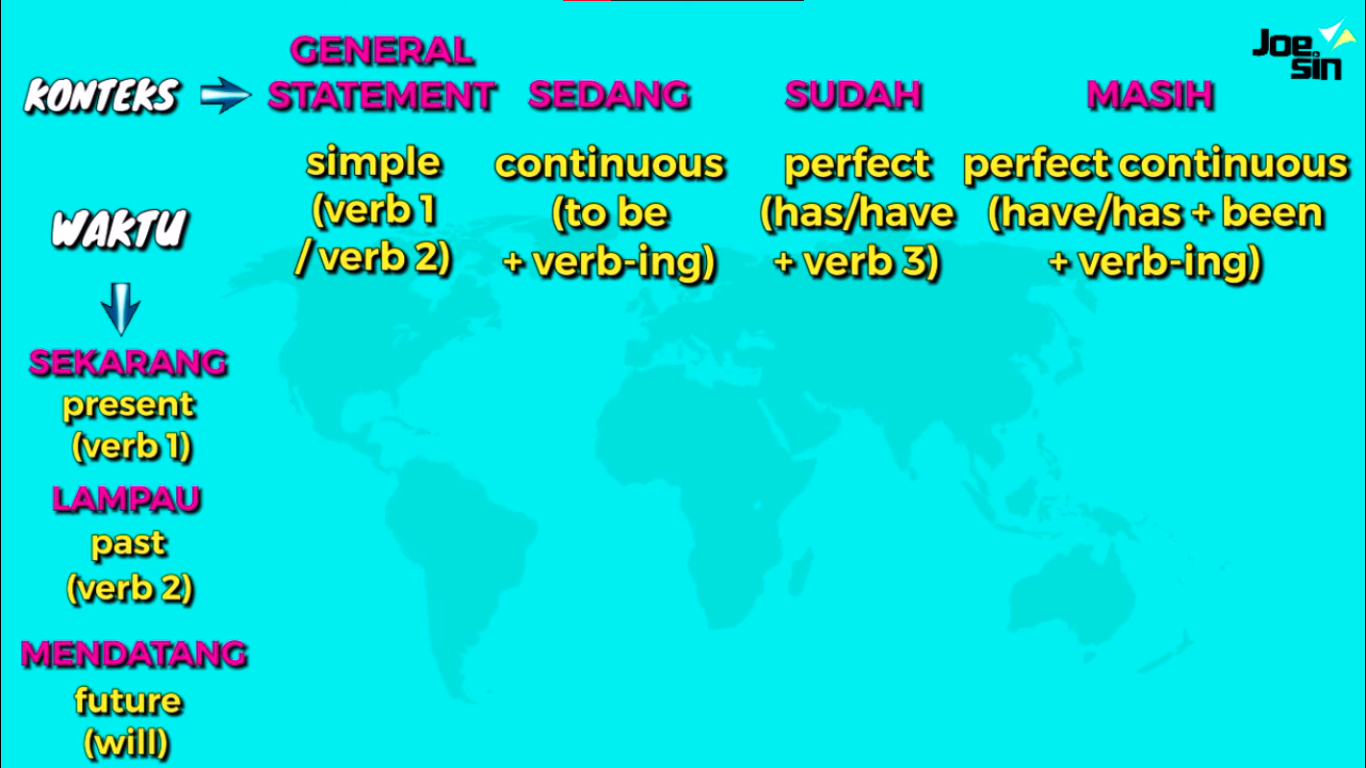 Joe.
sin
KONTEKS
GENERAL
STATEMENT
SEDANG
SUDAH
MASIH
simple
(verb 1
/ verb 2)
continuous
(to be
+ verb-ing)
perfect
(has/have
+ verb 3)
perfect continuous
(have/has + been
+ verb-ing)
WAKTU
SEKARANG
present
(verb 1)
LAMPAU
past
(verb 2)
MENDATANG
future
(will)